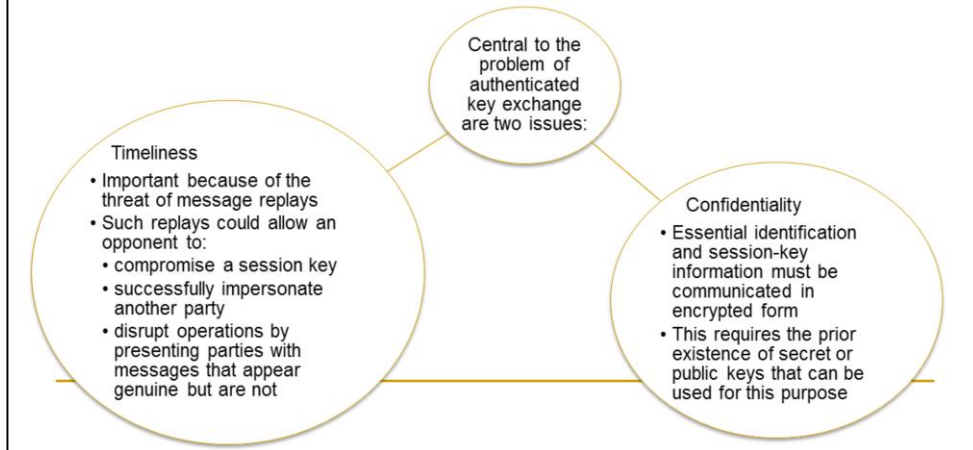 Central to the
problem of
authenticated
key exchange
are two issues:
Timeliness
• Important because of the
threat of message replays
• Such replays could allow an
opponent to:
• compromise a session key
• successfully impersonate
another party
• disrupt operations by
presenting parties with
messages that appear
genuine but are not
Confidentiality
• Essential identification
and session-key
information must be
communicated in
encrypted form
• This requires the prior
existence of secret or
public keys that can be
used for this purpose